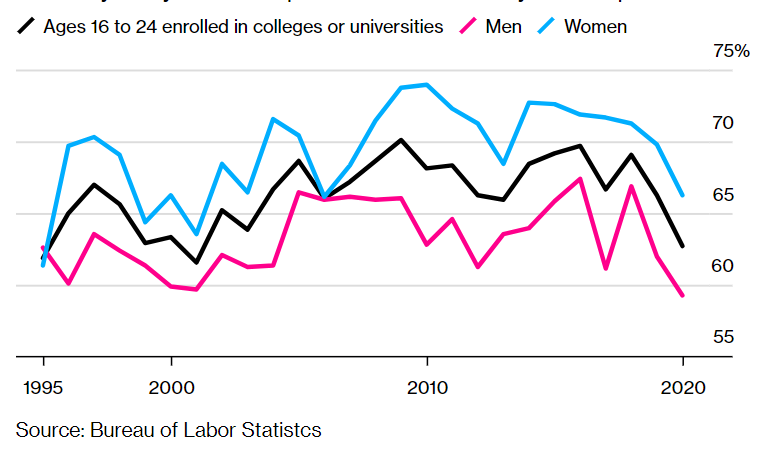 Ages 16 to 24 enrolled in colleges or universities Men Women
75%
70
65
60
55
1995 2000 2010 2020
Source: Bureau of Labor Statistcs